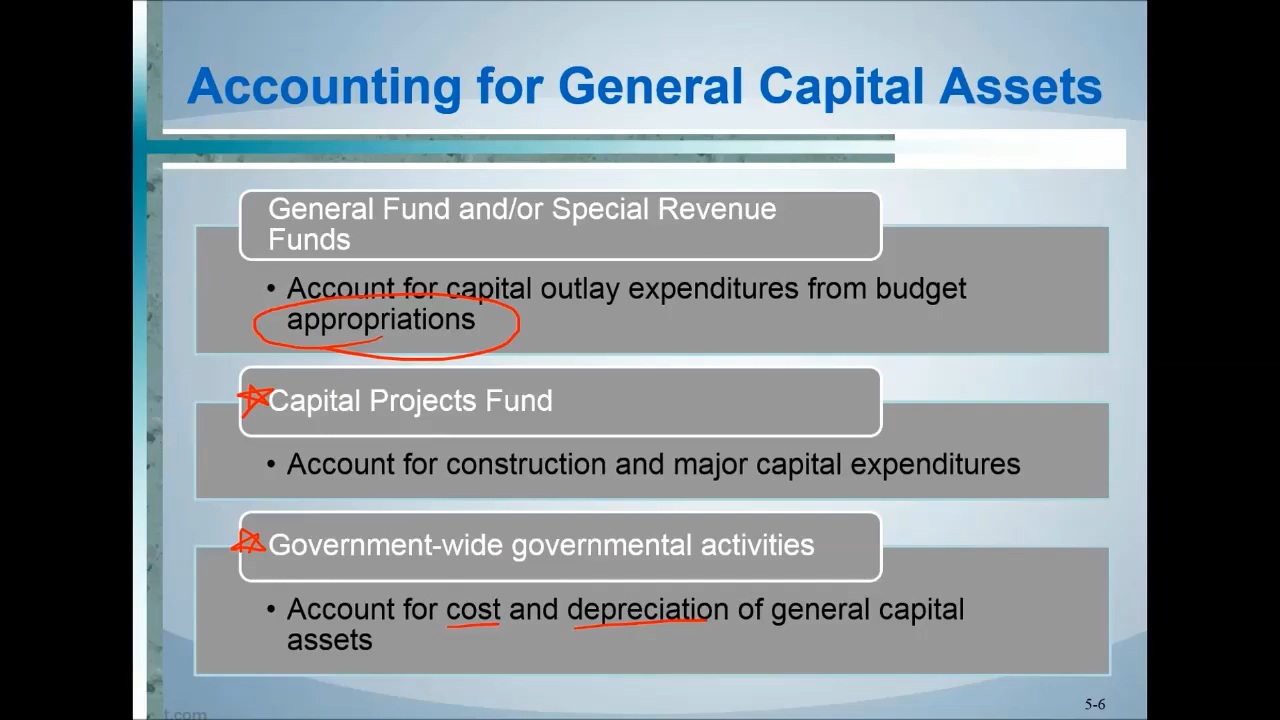 Accounting for General Capital Assets
General Fund and/or Special Revenue
Funds
• Account for capital outlay expenditures from budget
appropriations
Capital Projects Fund
• Account for construction and major capital expenditures
Government-wide governmental activities
• Account for cost and depreciation of general capital
assets
5-6
t.com